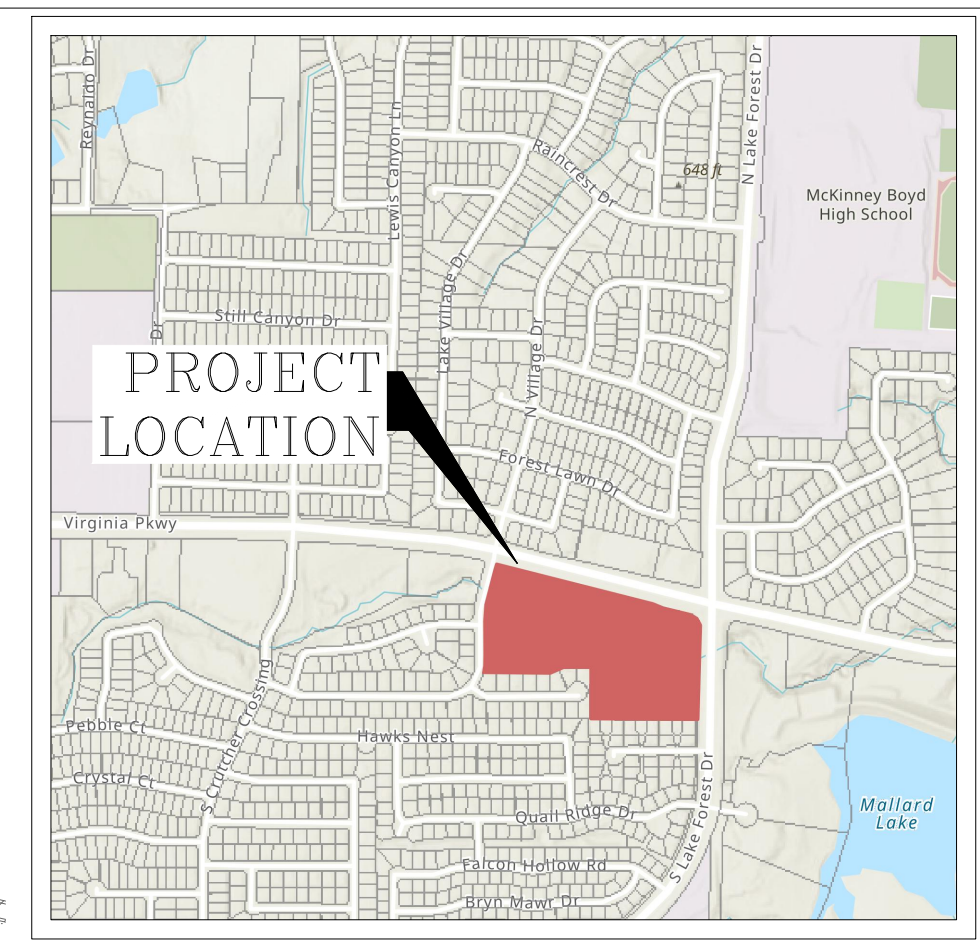 Reynaldo Dr
Lewis Canyon Ln
Raincrest Dr
648 ft
N Lake Forest Dr
McKinney Boyd
High School
Lake Village Dr
Still Canyon Dr
Dr
N Village Dr
PROJECT
LOCATION
Forest Lawn Dr
Virginia Pkwy
S Crutcher Crossing
Pebble Ct
Hawks Nest
Crystal Ct
S Lake Forest Dr
Quail Ridge Dr
Mallard
Lake
Falcon Hollow Rd
Bryn Mawr Dr